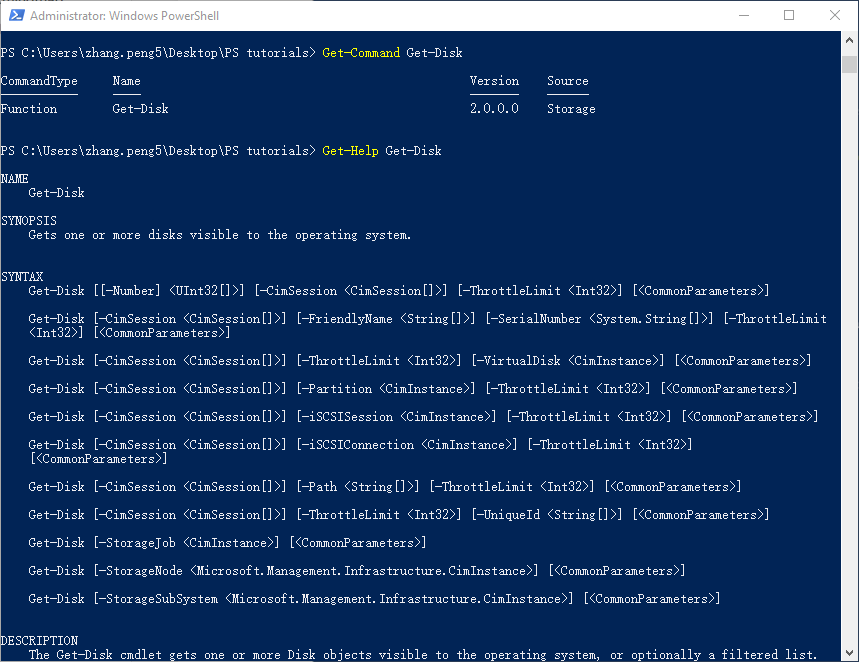 Administrator: Windows PowerShell
PS C:\Users\zhang.peng5\Desktop\PS tutorials> Get-Command Get-Disk
CommandType     Name                                               Version    Source
Function        Get-Disk                                           2.0.0.0    Storage
PS C:\Users\zhang.peng5\Desktop\PS tutorials> Get-Help Get-Disk
NAME
    Get-Disk
SYNOPSIS
    Gets one or more disks visible to the operating system.
SYNTAX
    Get-Disk [[-Number] <UInt32[]>] [-CimSession <CimSession[]>] [-ThrottleLimit <Int32>] [<CommonParameters>]
    Get-Disk [-CimSession <CimSession[]>] [-FriendlyName <String[]>] [-SerialNumber <System.String[]>] [-ThrottleLimit
    <Int32>] [<CommonParameters>]
    Get-Disk [-CimSession <CimSession[]>] [-ThrottleLimit <Int32>] [-VirtualDisk <CimInstance>] [<CommonParameters>]
    Get-Disk [-CimSession <CimSession[]>] [-Partition <CimInstance>] [-ThrottleLimit <Int32>] [<CommonParameters>]
    Get-Disk [-CimSession <CimSession[]>] [-iSCSISession <CimInstance>] [-ThrottleLimit <Int32>] [<CommonParameters>]
    Get-Disk [-CimSession <CimSession[]>] [-iSCSIConnection <CimInstance>] [-ThrottleLimit <Int32>]
    [<CommonParameters>]
    Get-Disk [-CimSession <CimSession[]>] [-Path <String[]>] [-ThrottleLimit <Int32>] [<CommonParameters>]
    Get-Disk [-CimSession <CimSession[]>] [-ThrottleLimit <Int32>] [-UniqueId <String[]>] [<CommonParameters>]
    Get-Disk [-StorageJob <CimInstance>] [<CommonParameters>]
    Get-Disk [-StorageNode <Microsoft.Management.Infrastructure.CimInstance>] [<CommonParameters>]
    Get-Disk [-StorageSubSystem <Microsoft.Management.Infrastructure.CimInstance>] [<CommonParameters>]
DESCRIPTION
    The Get-Disk cmdlet gets one or more Disk objects visible to the operating system, or optionally a filtered list.